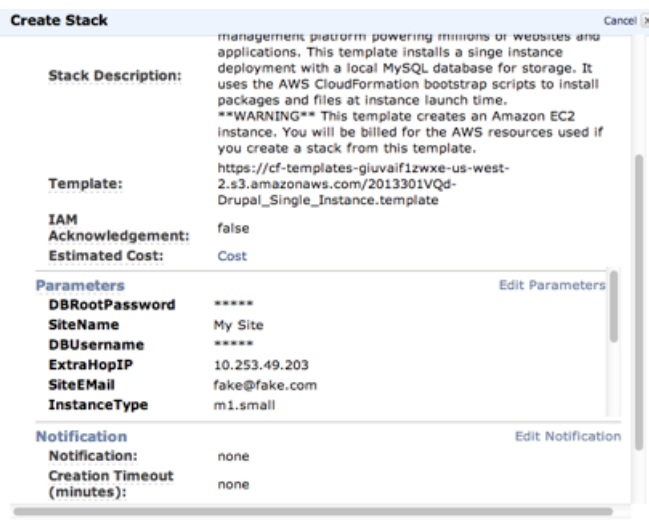 Create Stack
Cancel x
management platform powering millions of websites and
applications. This template installs a singe instance
deployment with a local MySQL database for storage. It
uses the AWS CloudFormation bootstrap scripts to install
packages and files at instance launch time.
**WARNING** This template creates an Amazon EC2
instance. You will be billed for the AWS resources used if
you create a stack from this template.
Stack Description:
Template:
https://cf-templates-giuvaif1zwxe-us-west-
2.s3.amazonaws.com/2013301VQd-
Drupal_Single_Instance.template
IAM
Acknowledgement:
false
Estimated Cost: Cost
Parameters
Edit Parameters
DBRootPassword *****
SiteName My Site
DBUsername *****
ExtraHopIP 10.253.49.203
SiteEMail fake@fake.com
InstanceType m1.small
Notification
Edit Notification
Notification: none
Creation Timeout
(minutes):
none